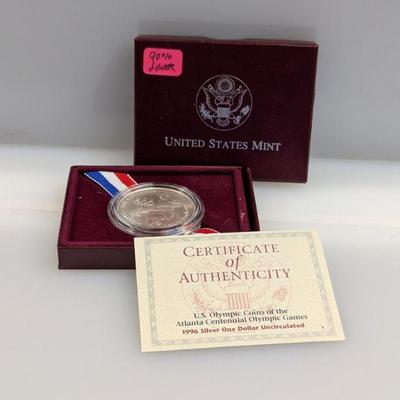 90%
Silver
UNITED STATES MINT
CERTIFICATE
of
AUTHENTICITY
U.S. Olympic Coins of the
Atlanta Centennial Olympic Games
1996 Silver One Dollar Uncirculated